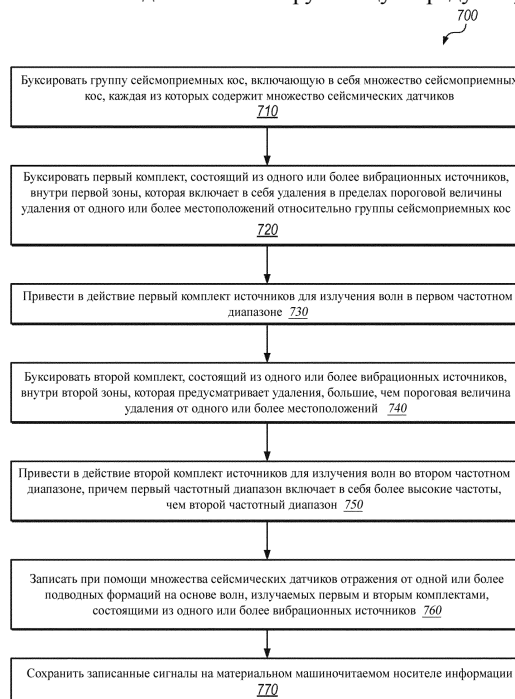 700
Буксировать группу сейсмоприемных кос, включающую в себя множество сейсмоприемных
кос, каждая из которых содержит множество сейсмических датчиков
710
Буксировать первый комплект, состоящий из одного или более вибрационных источников,
внутри первой зоны, которая включает в себя удаления в пределах пороговой величины
удаления от одного или более местоположений относительно группы сейсмоприемных кос
720
Привести в действие первый комплект источников для излучения волн в первом частотном
диапазоне 730
Буксировать второй комплект, состоящий из одного или более вибрационных источников,
внутри второй зоны, которая предусматривает удаления, большие, чем пороговая величина
удаления от одного или более местоположений 740
Привести в действие второй комплект источников для излучения волн во втором частотном
диапазоне, причем первый частотный диапазон включает в себя более высокие частоты,
чем второй частотный диапазон 750
Записать при помощи множества сейсмических датчиков отражения от одной или более
подводных формаций на основе волн, излучаемых первым и вторым комплектами,
состоящими из одного или более вибрационных источников 760
Сохранить записанные сигналы на материальном машиночитаемом носителе информации
770